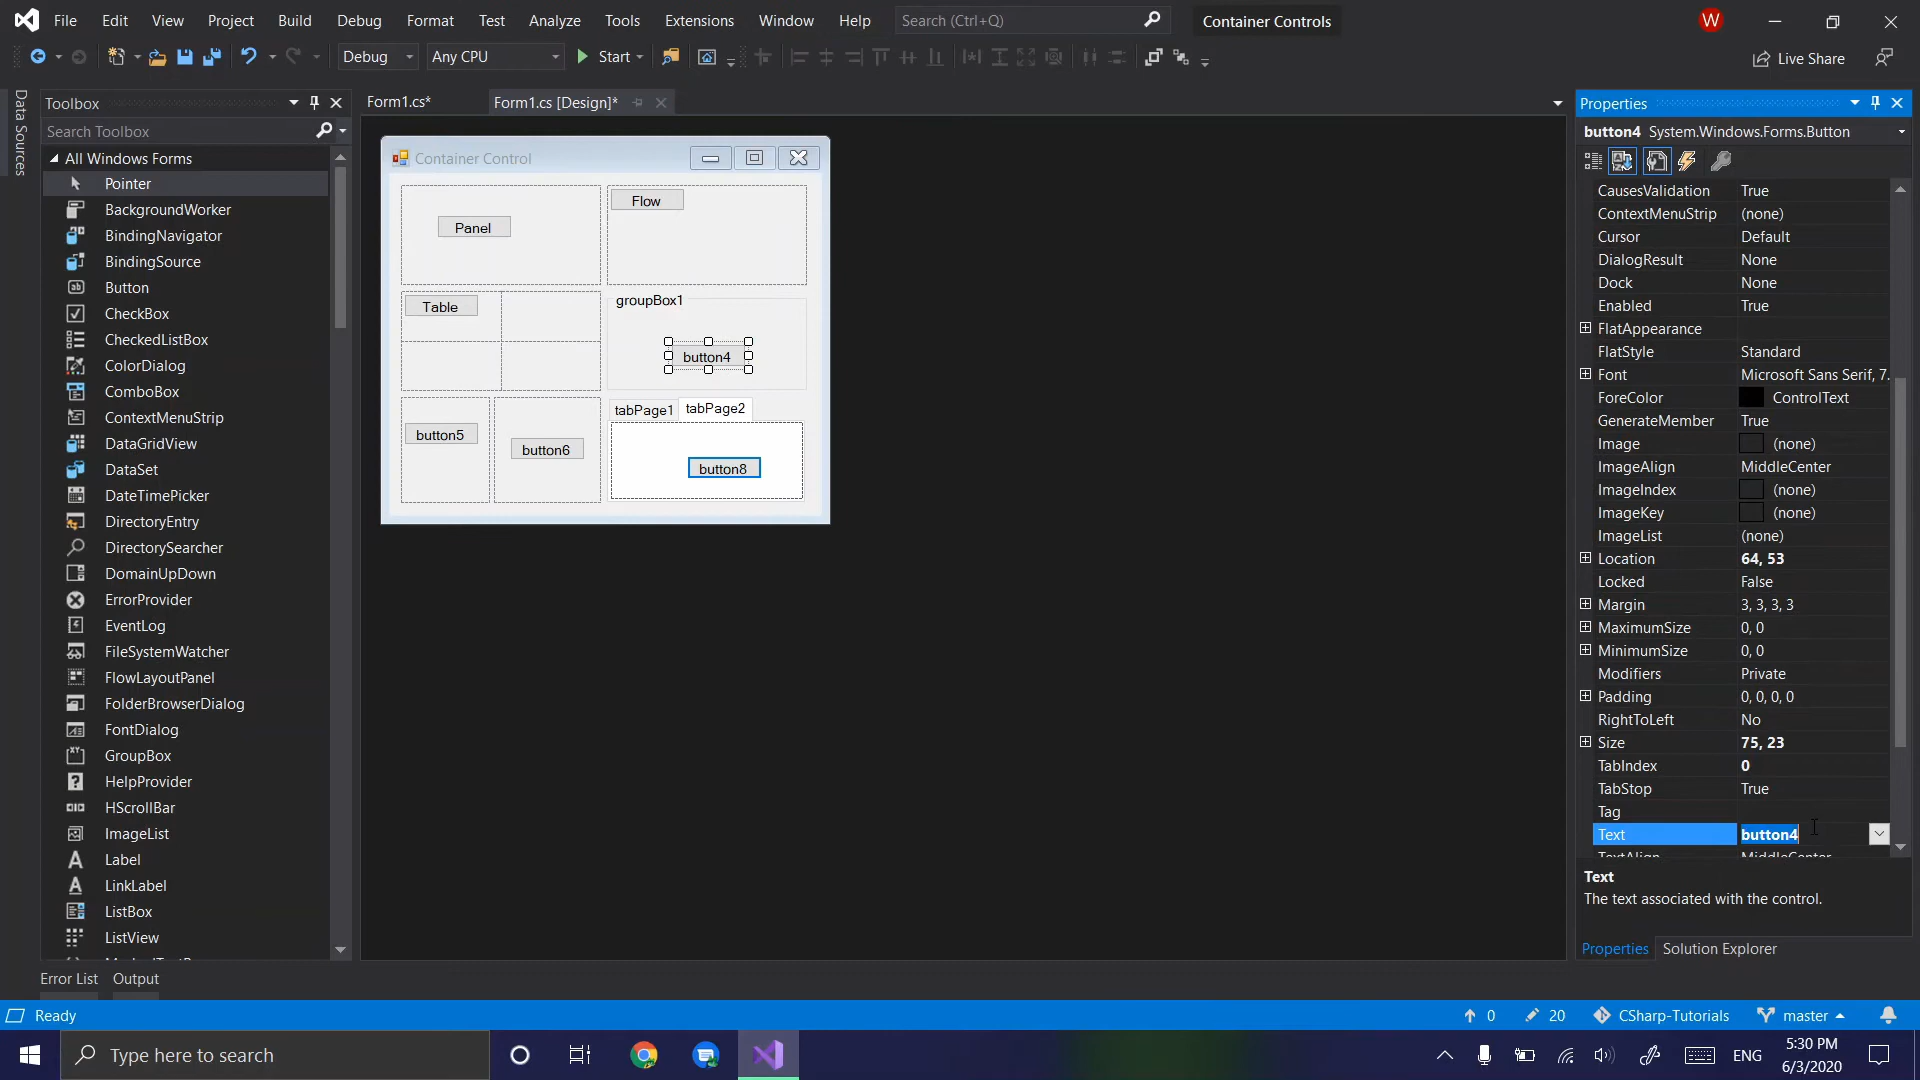 File Edit View Project Build Debug Test Analyze Tools Extensions Window Help Search (Ctrl+Q) Container Controls W
Debug Any CPU Start Live Share
Data Sources
Toolbox
Search Toolbox
All Windows Forms
Pointer
BackgroundWorker
BindingNavigator
BindingSource
Button
CheckBox
CheckedListBox
ColorDialog
ComboBox
ContextMenuStrip
DataGridView
DataSet
DateTimePicker
DirectoryEntry
DirectorySearcher
DomainUpDown
ErrorProvider
EventLog
FileSystemWatcher
FlowLayoutPanel
FolderBrowserDialog
FontDialog
GroupBox
HelpProvider
HScrollBar
ImageList
Label
LinkLabel
ListBox
ListView
Form1.cs* Form1.cs [Design]*
Container Control
Panel
Flow
Table
groupBox1
button4
button5
button6
tabPage1 tabPage2
button8
Properties
button4 System.Windows.Forms.Button
CausesValidation True
ContextMenuStrip (none)
Cursor Default
DialogResult None
Dock None
Enabled True
FlatAppearance
FlatStyle Standard
Font Microsoft Sans Serif, 7.
ForeColor ControlText
GenerateMember True
Image (none)
ImageAlign MiddleCenter
ImageIndex (none)
ImageKey (none)
ImageList (none)
Location 64, 53
Locked False
Margin 3, 3, 3, 3
MaximumSize 0, 0
MinimumSize 0, 0
Modifiers Private
Padding 0, 0, 0, 0
RightToLeft No
Size 75, 23
TabIndex 0
TabStop True
Tag
Text button4
TextAlign MiddleCenter
Text
The text associated with the control.
Properties Solution Explorer
Error List Output
Ready 0 20 CSharp-Tutorials master
Type here to search ENG 5:30 PM
6/3/2020